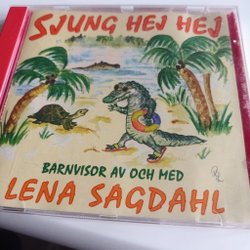 SJUNG HEJ HEJ
BARNVISOR AV OCH MED
LENA SAGDAHL